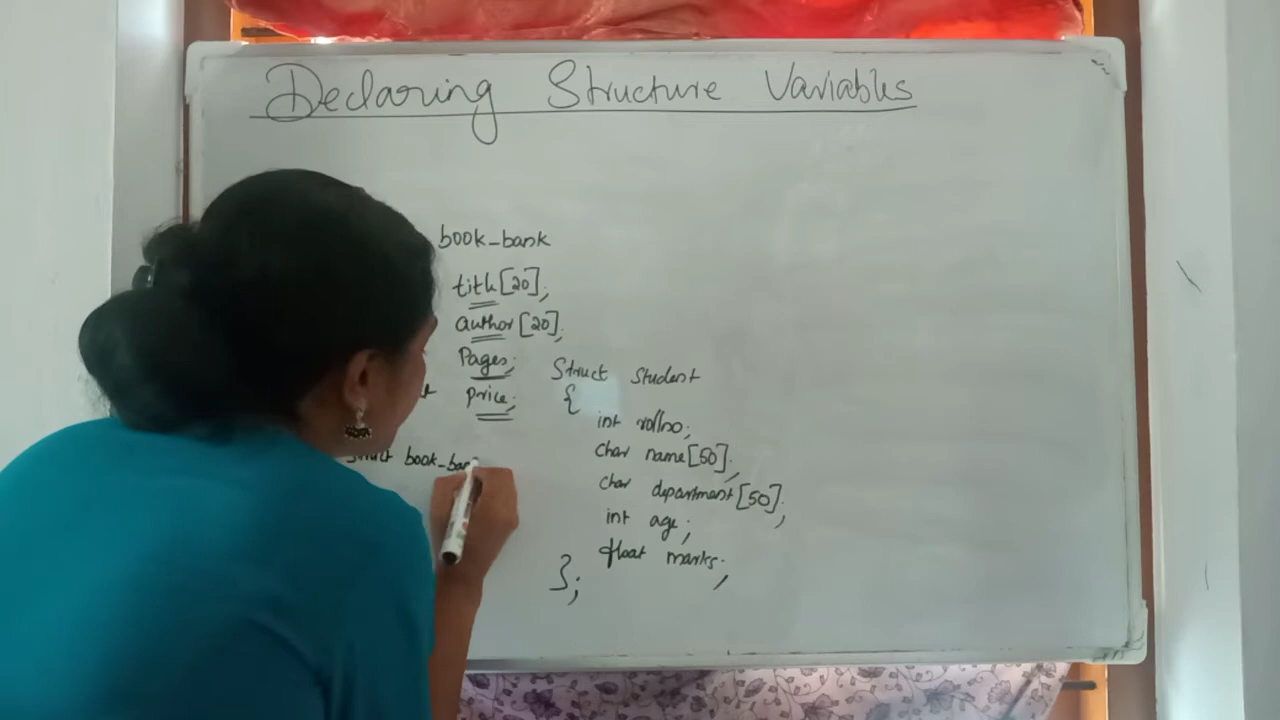 Declaring Structure Variables
book_bank
title[20];
author[20];
Pages;
price;
struct book_ban
Struct Student
{
int rollno;
char name[50];
char department[50];
int age;
float marks;
};